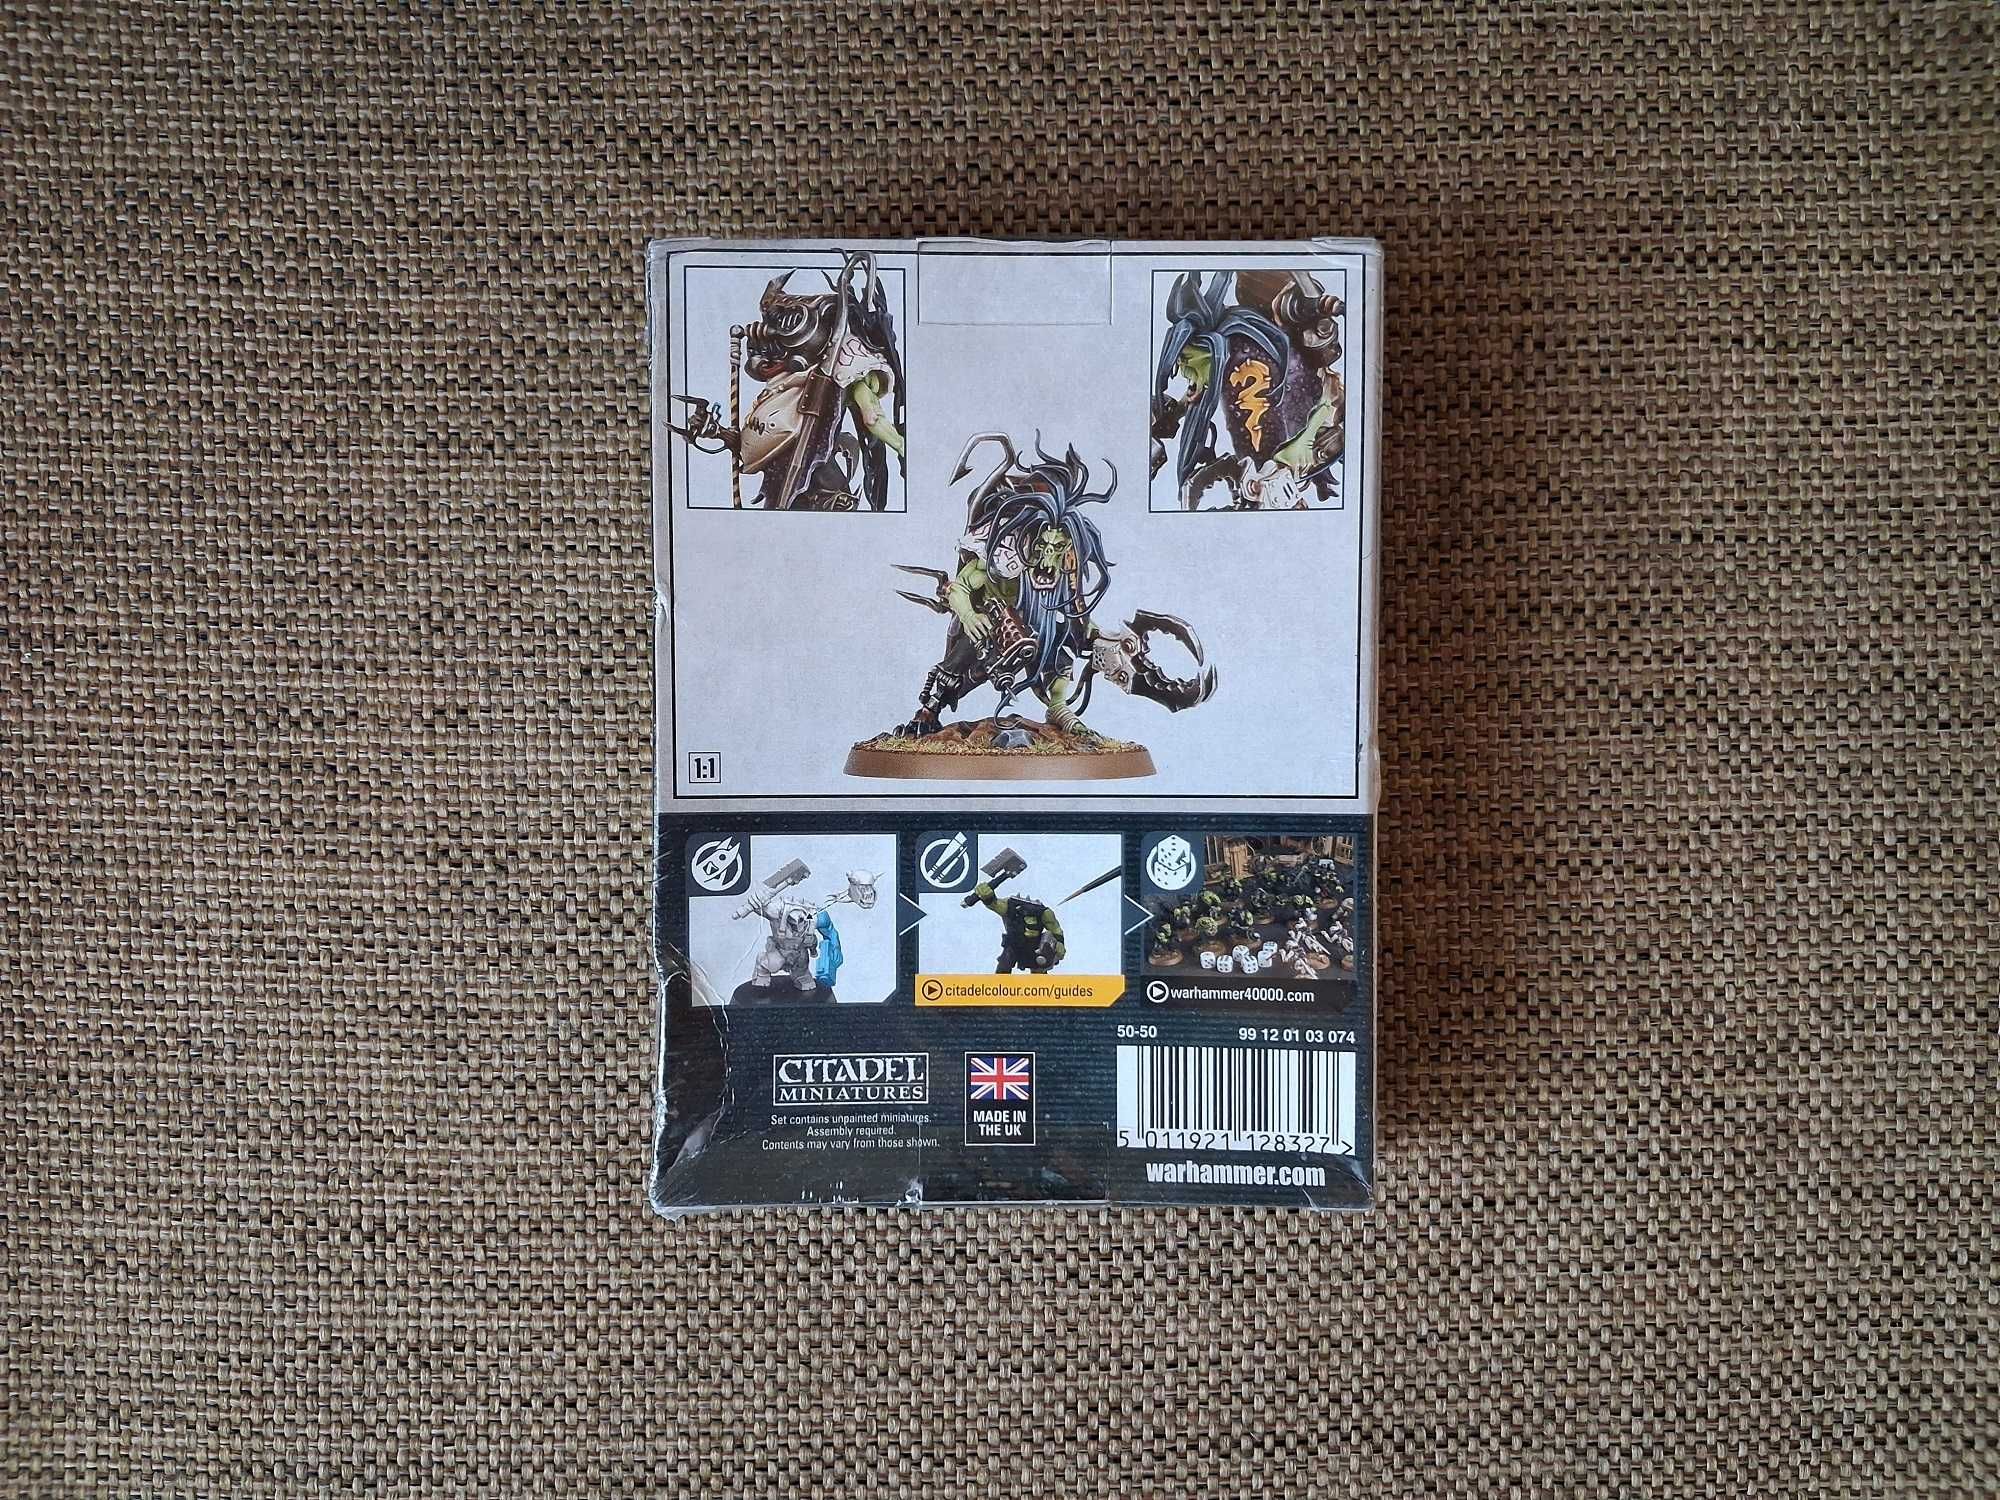 1:1
citadelcolour.com/guides
warhammer40000.com
50-50
99 12 01 03 074
CITADEL
MINIATURES
Set contains unpainted miniatures.
Assembly required.
Contents may vary from those shown.
MADE IN
THE UK
5 011921 128327 >
warhammer.com